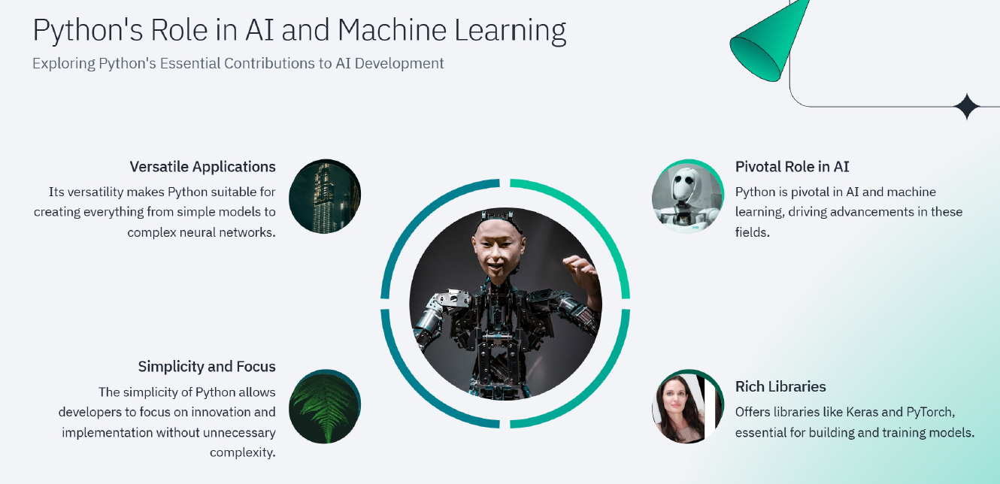 Python's Role in AI and Machine Learning
Exploring Python's Essential Contributions to AI Development
Versatile Applications
Its versatility makes Python suitable for
creating everything from simple models to
complex neural networks.
Pivotal Role in AI
Python is pivotal in AI and machine
learning, driving advancements in these
fields.
Simplicity and Focus
The simplicity of Python allows
developers to focus on innovation and
implementation without unnecessary
complexity.
Rich Libraries
Offers libraries like Keras and PyTorch,
essential for building and training models.